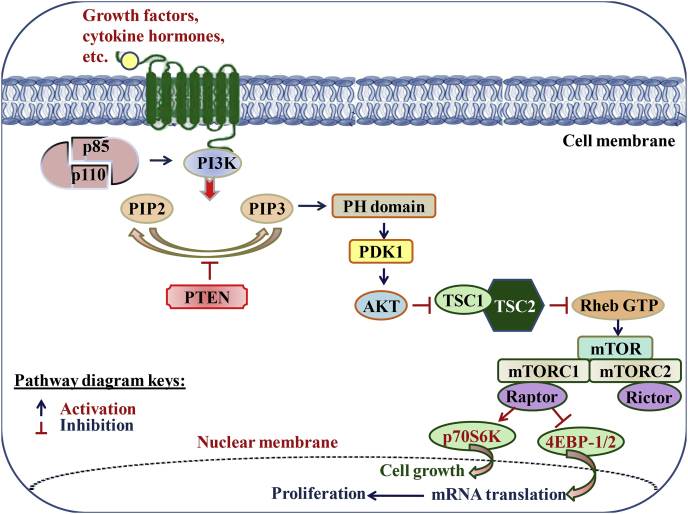 Growth factors,
cytokine hormones,
etc.
Cell membrane
p85
p110
PI3K
PIP2
PIP3
PH domain
PDK1
PTEN
AKT
TSC1
TSC2
Rheb GTP
mTOR
mTORC1
mTORC2
Raptor
Rictor
Pathway diagram keys:
Activation
Inhibition
Nuclear membrane
p70S6K
4EBP-1/2
Cell growth
Proliferation
mRNA translation